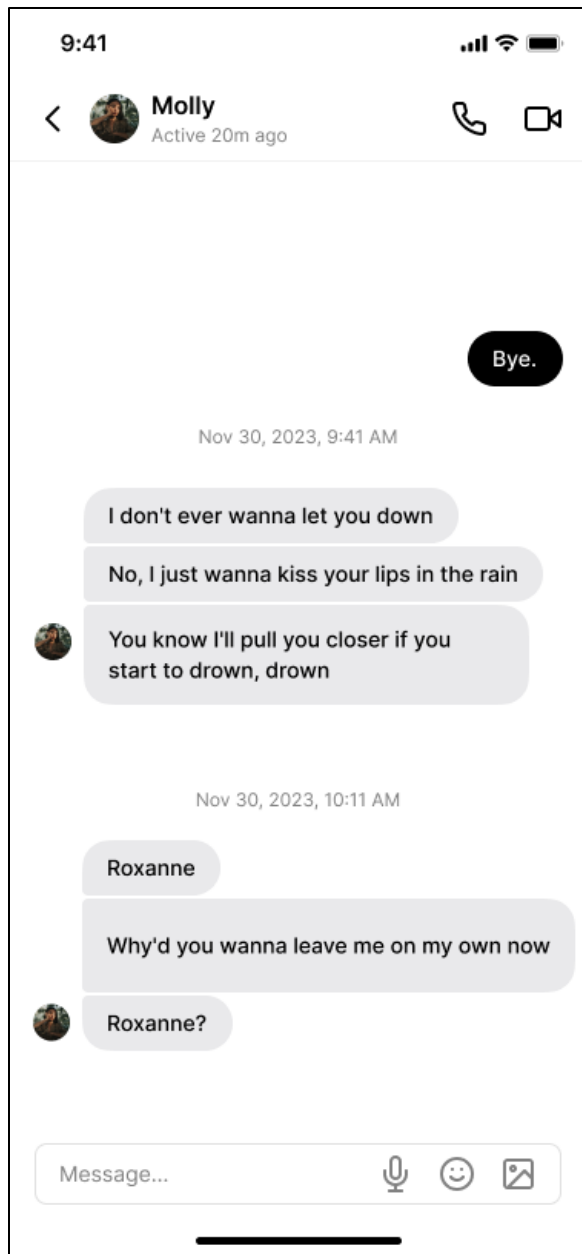 9:41
Molly
Active 20m ago
Bye.
Nov 30, 2023, 9:41 AM
I don't ever wanna let you down
No, I just wanna kiss your lips in the rain
You know I'll pull you closer if you
start to drown, drown
Nov 30, 2023, 10:11 AM
Roxanne
Why'd you wanna leave me on my own now
Roxanne?
Message...